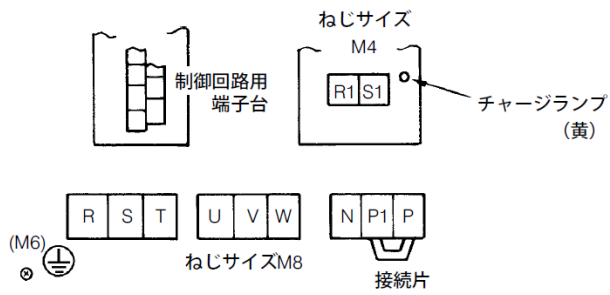 ねじサイズ
M4
制御回路用
端子台
R1 S1
チャージランプ
(黄)
R S T
U V W
N P1 P
(M6)
ねじサイズM8
接続片